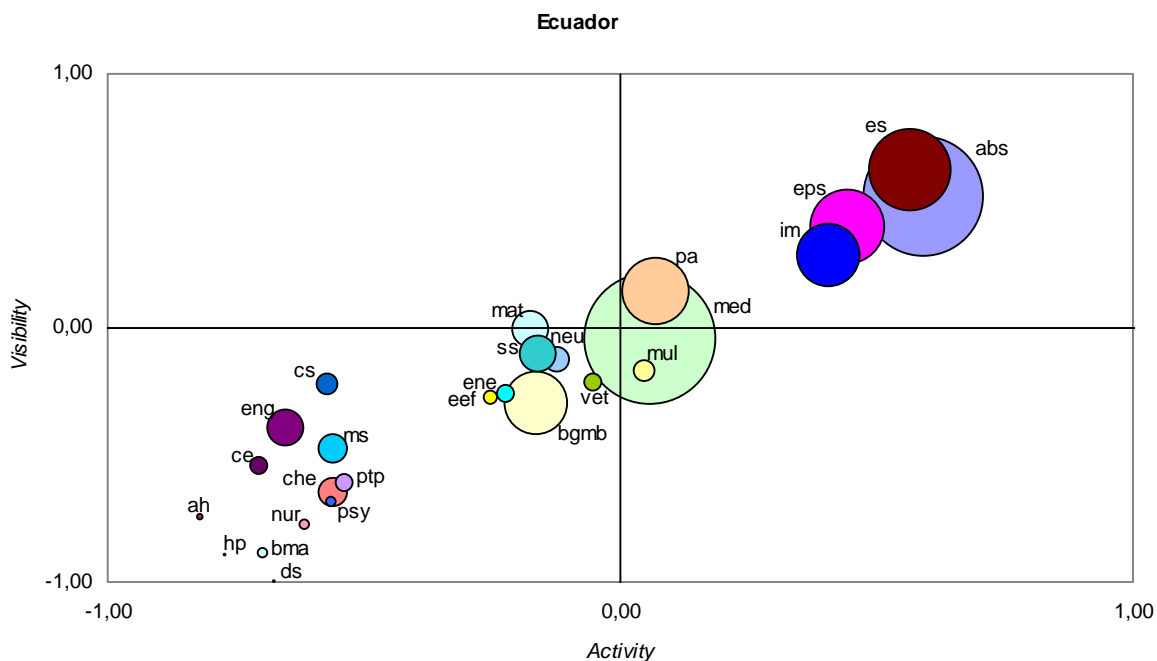 Ecuador
1,00
es
abs
eps
im
pa
med
mat
neu
0,00
ss
mul
cs
ene
eef
vet
eng
bgmb
ms
ce
che
ptp
ah
nur
psy
hp
bma
ds
-1,00
-1,00
0,00
1,00
Visibility
Activity